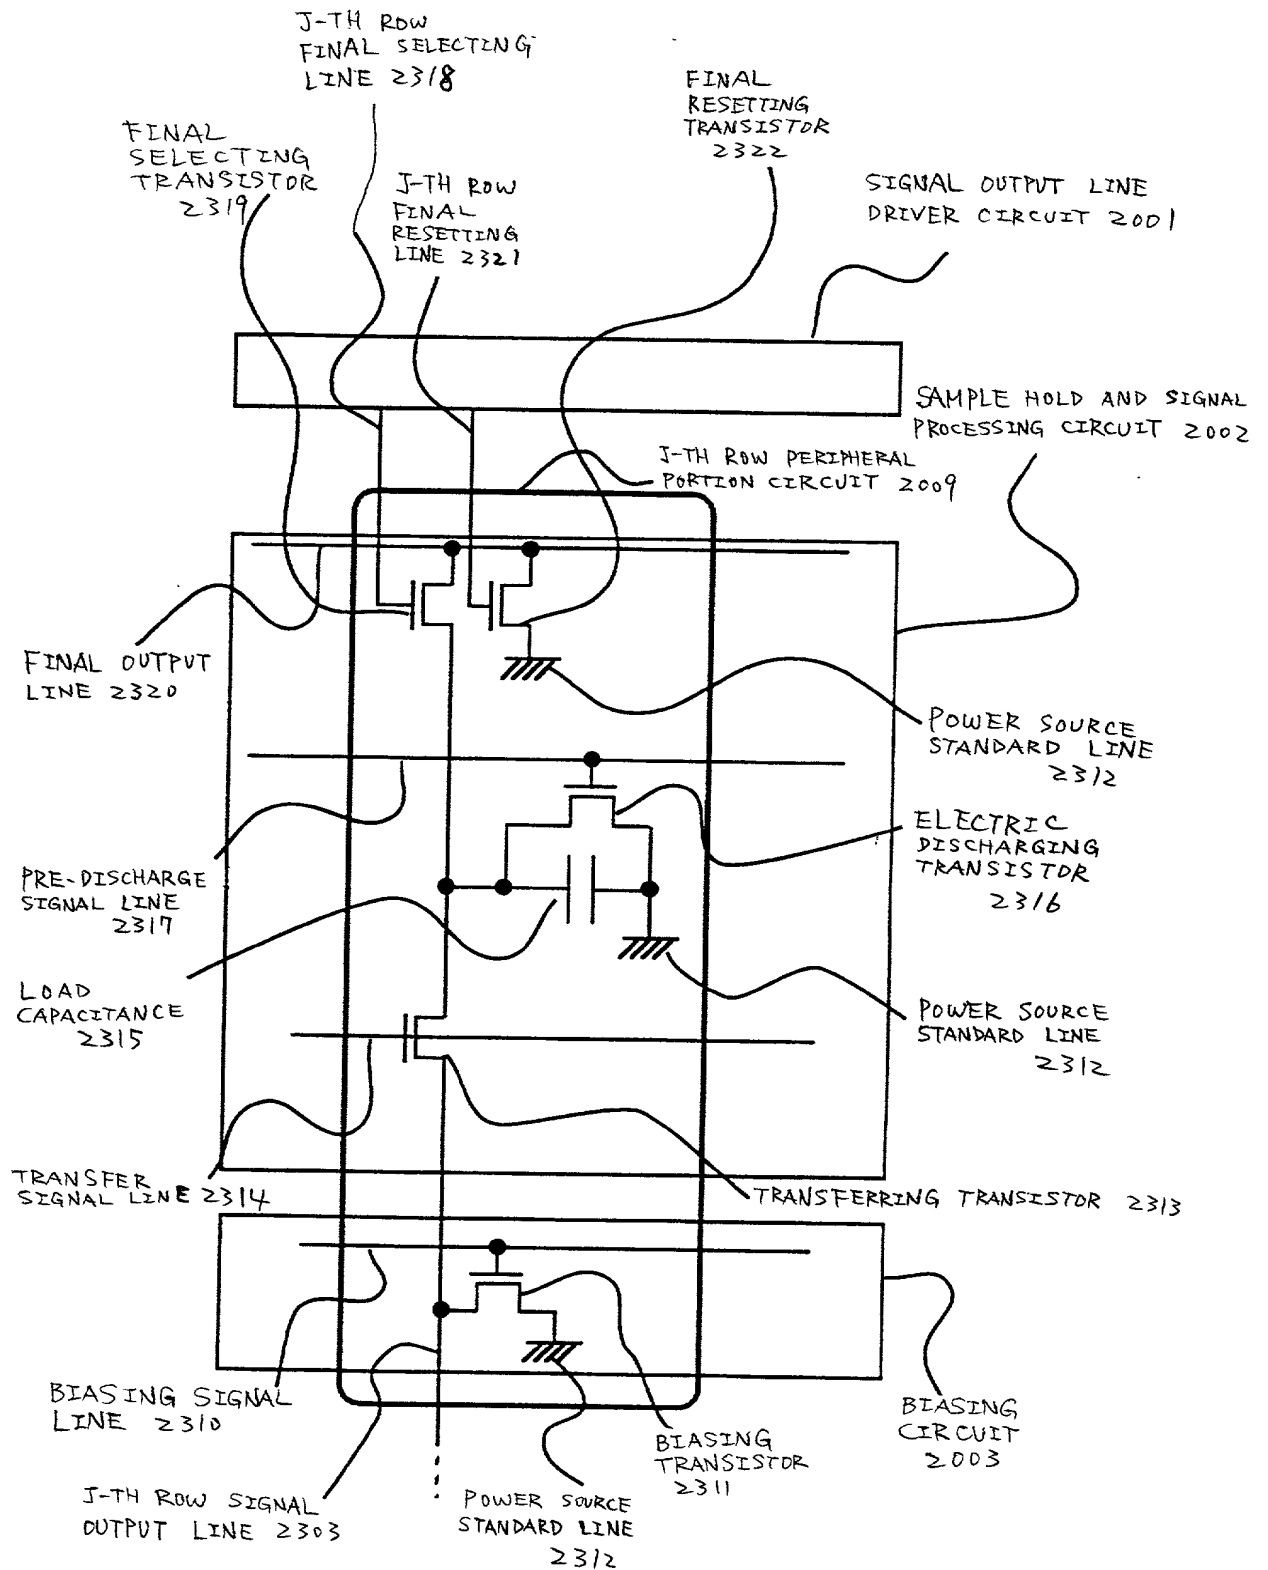 J-TH ROW
FINAL SELECTING
LINE 2318
FINAL
RESETTING
TRANSISTOR
2322
FINAL
SELECTING
TRANSISTOR
2319
J-TH ROW
FINAL
RESETTING
LINE 2321
SIGNAL OUTPUT LINE
DRIVER CIRCUIT 2001
SAMPLE HOLD AND SIGNAL
PROCESSING CIRCUIT 2002
J-TH ROW PERIPHERAL
PORTION CIRCUIT 2009
FINAL OUTPUT
LINE 2320
POWER SOURCE
STANDARD LINE
2312
ELECTRIC
DISCHARGING
TRANSISTOR
2316
PRE-DISCHARGE
SIGNAL LINE
2317
LOAD
CAPACITANCE
2315
POWER SOURCE
STANDARD LINE
2312
TRANSFER
SIGNAL LINE 2314
TRANSFERRING TRANSISTOR 2313
BIASING SIGNAL
LINE 2310
BIASING
CIRCUIT
2003
BIASING
TRANSISTOR
2311
J-TH ROW SIGNAL
OUTPUT LINE 2303
POWER SOURCE
STANDARD LINE
2312